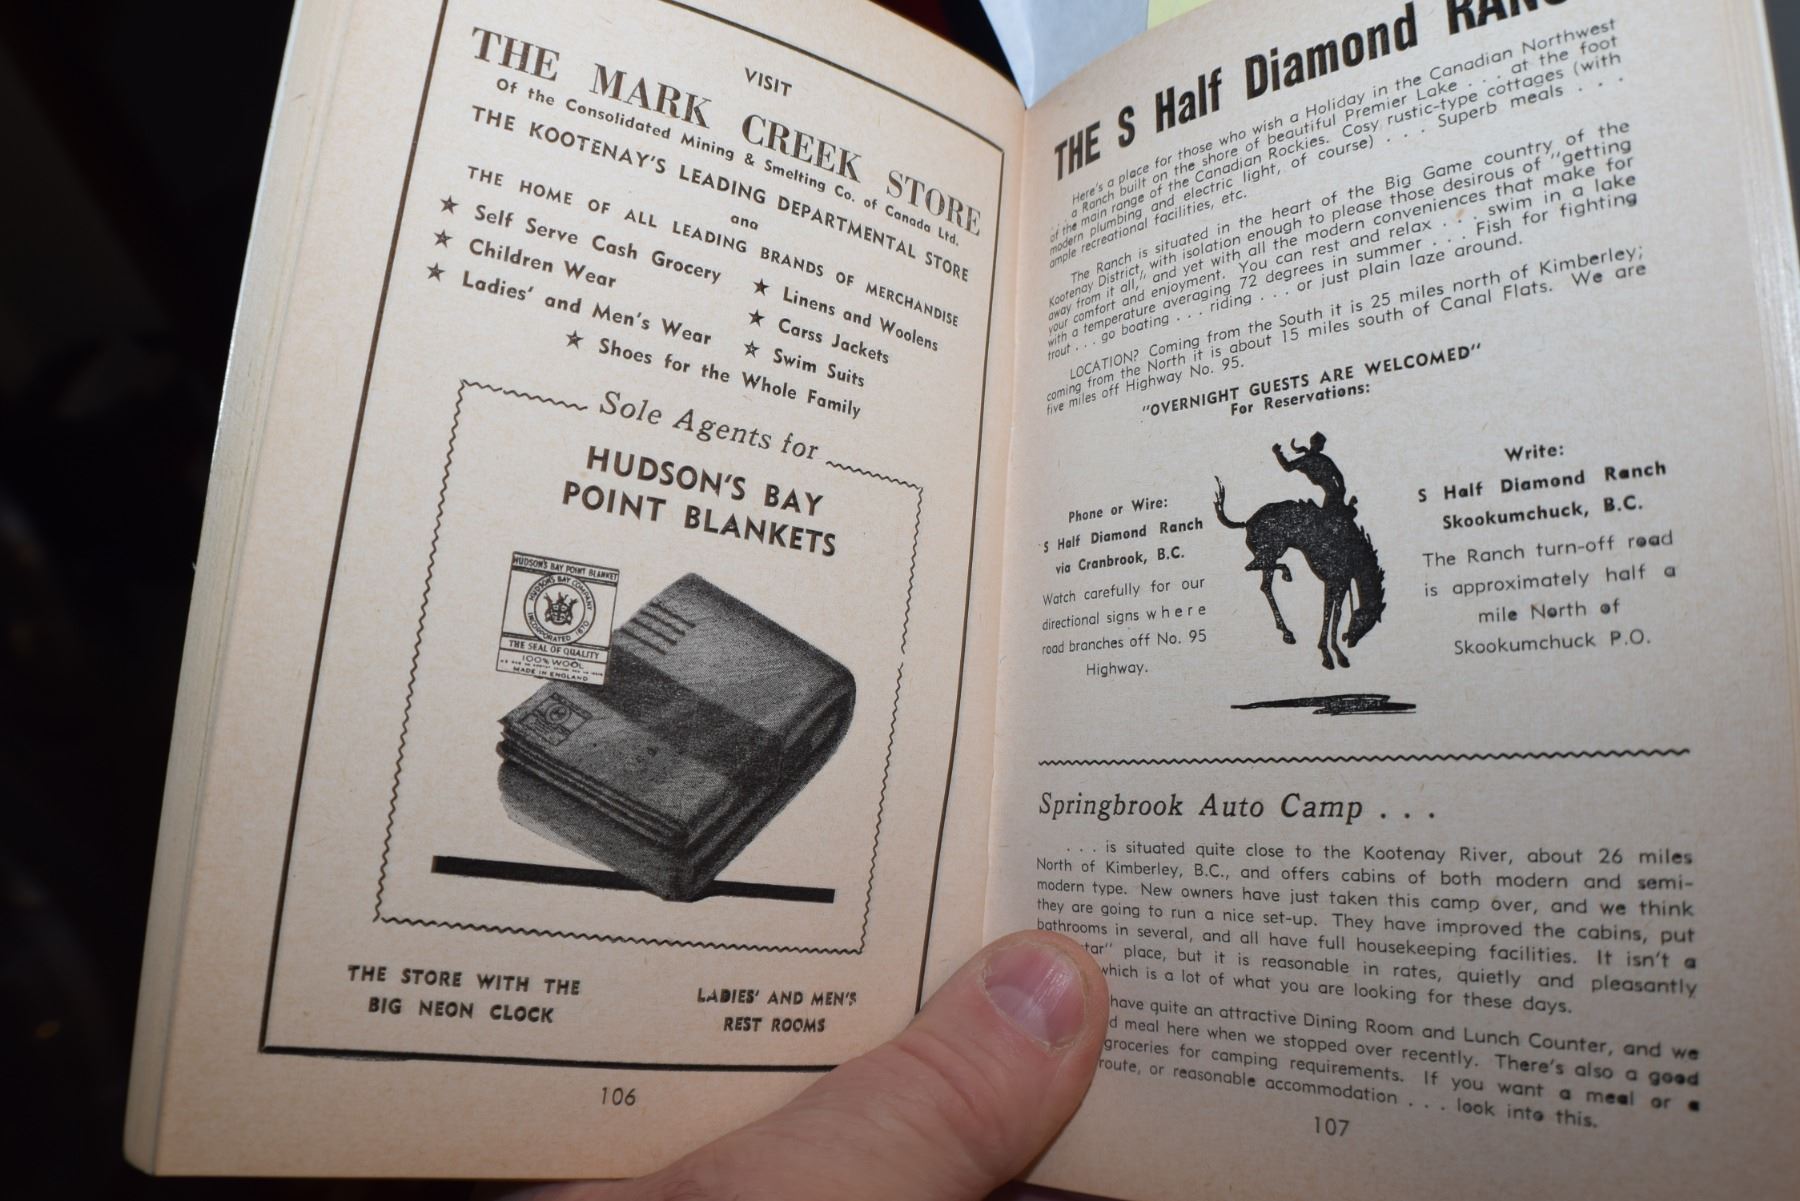 VISIT
THE MARK CREEK STORE
Of the Consolidated Mining & Smelting Co. of Canada Ltd.
THE KOOTENAY'S LEADING DEPARTMENTAL STORE
and
THE HOME OF ALL LEADING BRANDS OF MERCHANDISE
★ Self Serve Cash Grocery
★ Children Wear
★ Ladies' and Men's Wear
★ Linens and Woolens
★ Carss Jackets
★ Swim Suits
★ Shoes for the Whole Family
Sole Agents for
HUDSON'S BAY
POINT BLANKETS
HUDSON'S BAY POINT BLANKET
HUDSON'S BAY COMPANY
INCORPORATED 1670
THE SEAL OF QUALITY
100% WOOL
MADE IN ENGLAND
THE STORE WITH THE
BIG NEON CLOCK
LADIES' AND MEN'S
REST ROOMS
106
THE S Half Diamond RANC
Here's a place for those who wish a Holiday in the Canadian Northwest
. . . a Ranch built on the shore of beautiful Premier Lake . . . at the foot
of the main range of the Canadian Rockies. Cosy rustic-type cottages (with
modern plumbing and electric light, of course) . . . Superb meals . . .
ample recreational facilities, etc.
The Ranch is situated in the heart of the Big Game country of the
Kootenay District, with isolation enough to please those desirous of "getting
away from it all," and yet with all the modern conveniences that make for
your comfort and enjoyment. You can rest and relax . . . swim in a lake
with a temperature averaging 72 degrees in summer . . . Fish for fighting
trout . . . go boating . . . riding . . . or just plain laze around.
LOCATION? Coming from the South it is 25 miles north of Kimberley;
coming from the North it is about 15 miles south of Canal Flats. We are
five miles off Highway No. 95.
"OVERNIGHT GUESTS ARE WELCOMED"
For Reservations:
Phone or Wire:
S Half Diamond Ranch
via Cranbrook, B.C.
Watch carefully for our
directional signs where
road branches off No. 95
Highway.
Write:
S Half Diamond Ranch
Skookumchuck, B.C.
The Ranch turn-off road
is approximately half a
mile North of
Skookumchuck P.O.
Springbrook Auto Camp . . .
. . . is situated quite close to the Kootenay River, about 26 miles
North of Kimberley, B.C., and offers cabins of both modern and semi-
modern type. New owners have just taken this camp over, and we think
they are going to run a nice set-up. They have improved the cabins, put
bathrooms in several, and all have full housekeeping facilities. It isn't a
tar" place, but it is reasonable in rates, quietly and pleasantly
which is a lot of what you are looking for these days.
have quite an attractive Dining Room and Lunch Counter, and we
d meal here when we stopped over recently. There's also a good
groceries for camping requirements. If you want a meal or a
route, or reasonable accommodation . . . look into this.
107